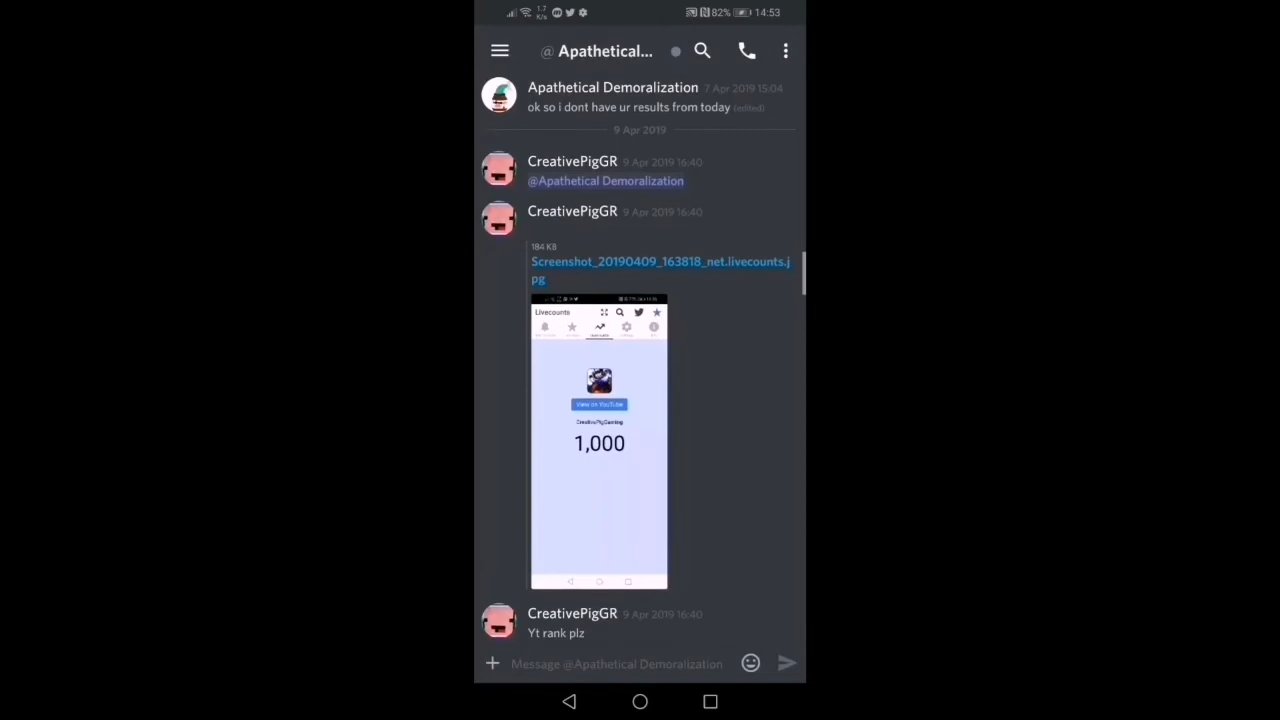 1.7
K/s
82%
14:53
@ Apathetical...
Apathetical Demoralization 7 Apr 2019 15:04
ok so i dont have ur results from today (edited)
9 Apr 2019
CreativePigGR 9 Apr 2019 16:40
@Apathetical Demoralization
CreativePigGR 9 Apr 2019 16:40
184 KB
Screenshot_20190409_163818_net.livecounts.j
pg
Livecounts
View on YouTube
CreativePigGaming
1,000
CreativePigGR 9 Apr 2019 16:40
Yt rank plz
Message @Apathetical Demoralization